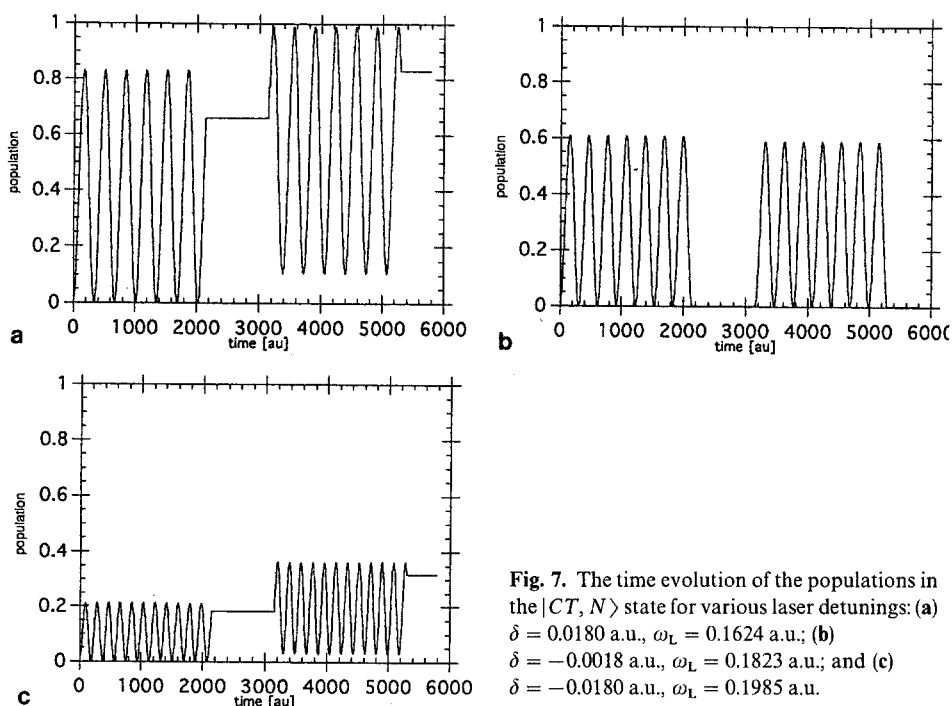 1
0.8
0.6
0.4
0.2
0
population
0 1000 2000 3000 4000 5000 6000
time [au]
a
1
0.8
0.6
0.4
0.2
0
population
0 1000 2000 3000 4000 5000 6000
time [au]
b
1
0.8
0.6
0.4
0.2
0
population
0 1000 2000 3000 4000 5000 6000
time [au]
c
Fig. 7. The time evolution of the populations in
the |CT, N⟩ state for various laser detunings: (a)
δ = 0.0180 a.u., ω_L = 0.1624 a.u.; (b)
δ = −0.0018 a.u., ω_L = 0.1823 a.u.; and (c)
δ = −0.0180 a.u., ω_L = 0.1985 a.u.